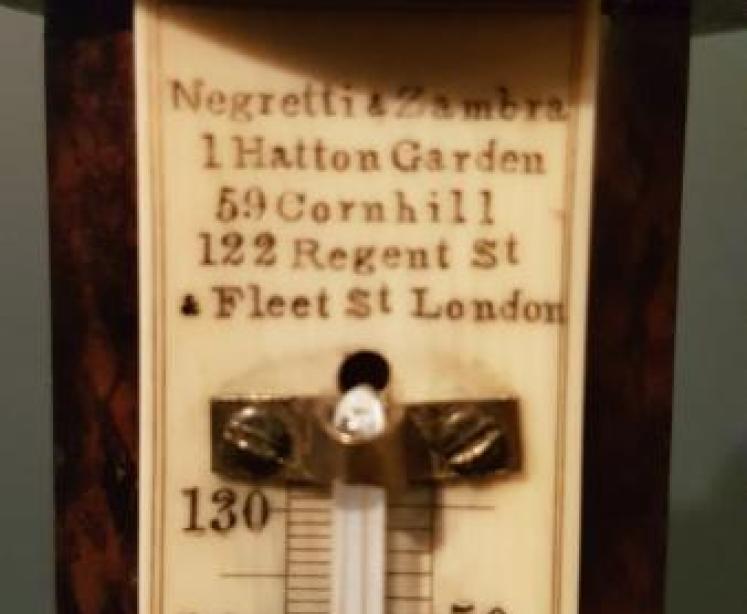 Negretti & Zambra
1 Hatton Garden
59 Cornhill
122 Regent St
& Fleet St London
130